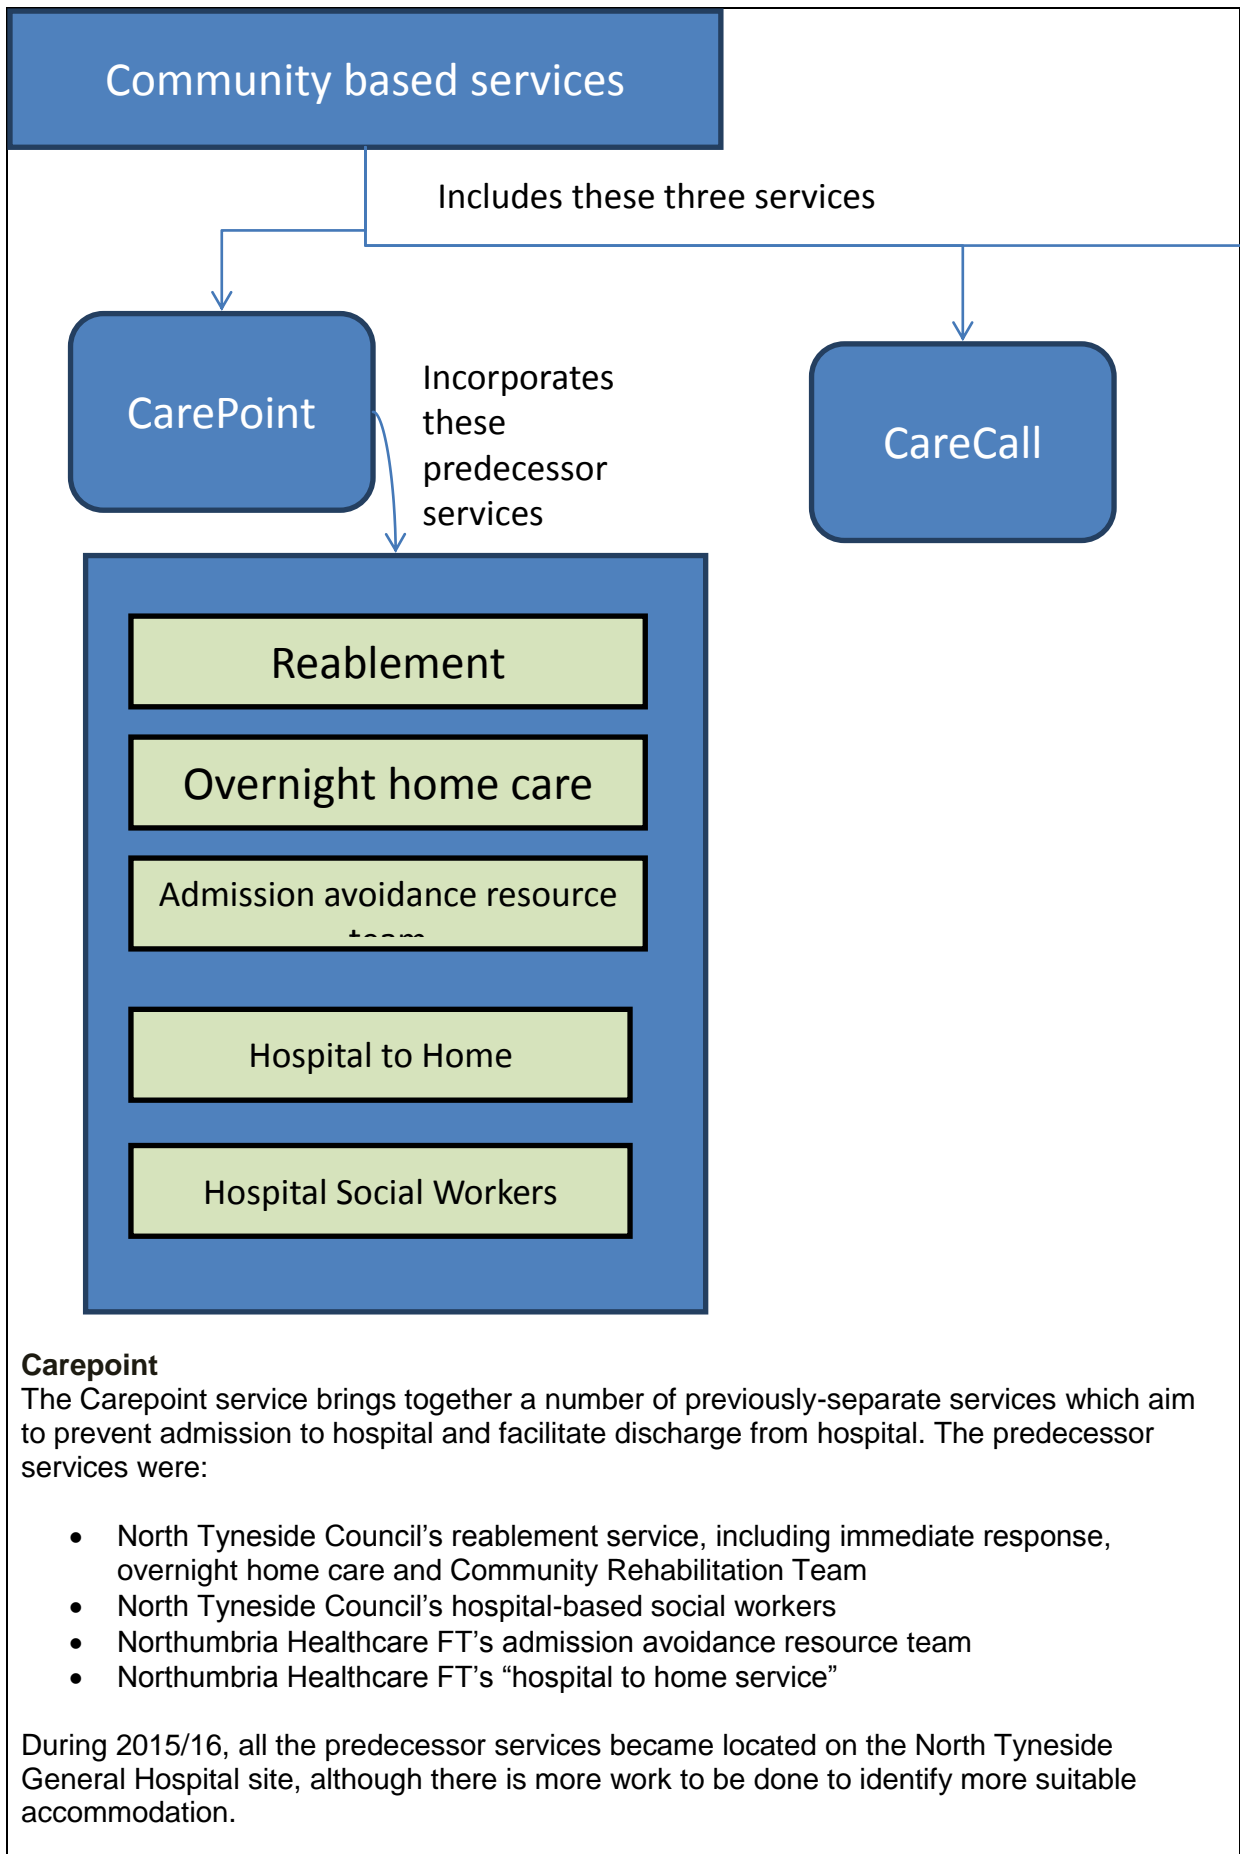 Community based services
Includes these three services
CarePoint
Incorporates
these
predecessor
services
CareCall
Reablement
Overnight home care
Admission avoidance resource
team
Hospital to Home
Hospital Social Workers
Carepoint
The Carepoint service brings together a number of previously-separate services which aim
to prevent admission to hospital and facilitate discharge from hospital. The predecessor
services were:
• North Tyneside Council’s reablement service, including immediate response,
overnight home care and Community Rehabilitation Team
• North Tyneside Council’s hospital-based social workers
• Northumbria Healthcare FT’s admission avoidance resource team
• Northumbria Healthcare FT’s “hospital to home service”
During 2015/16, all the predecessor services became located on the North Tyneside
General Hospital site, although there is more work to be done to identify more suitable
accommodation.